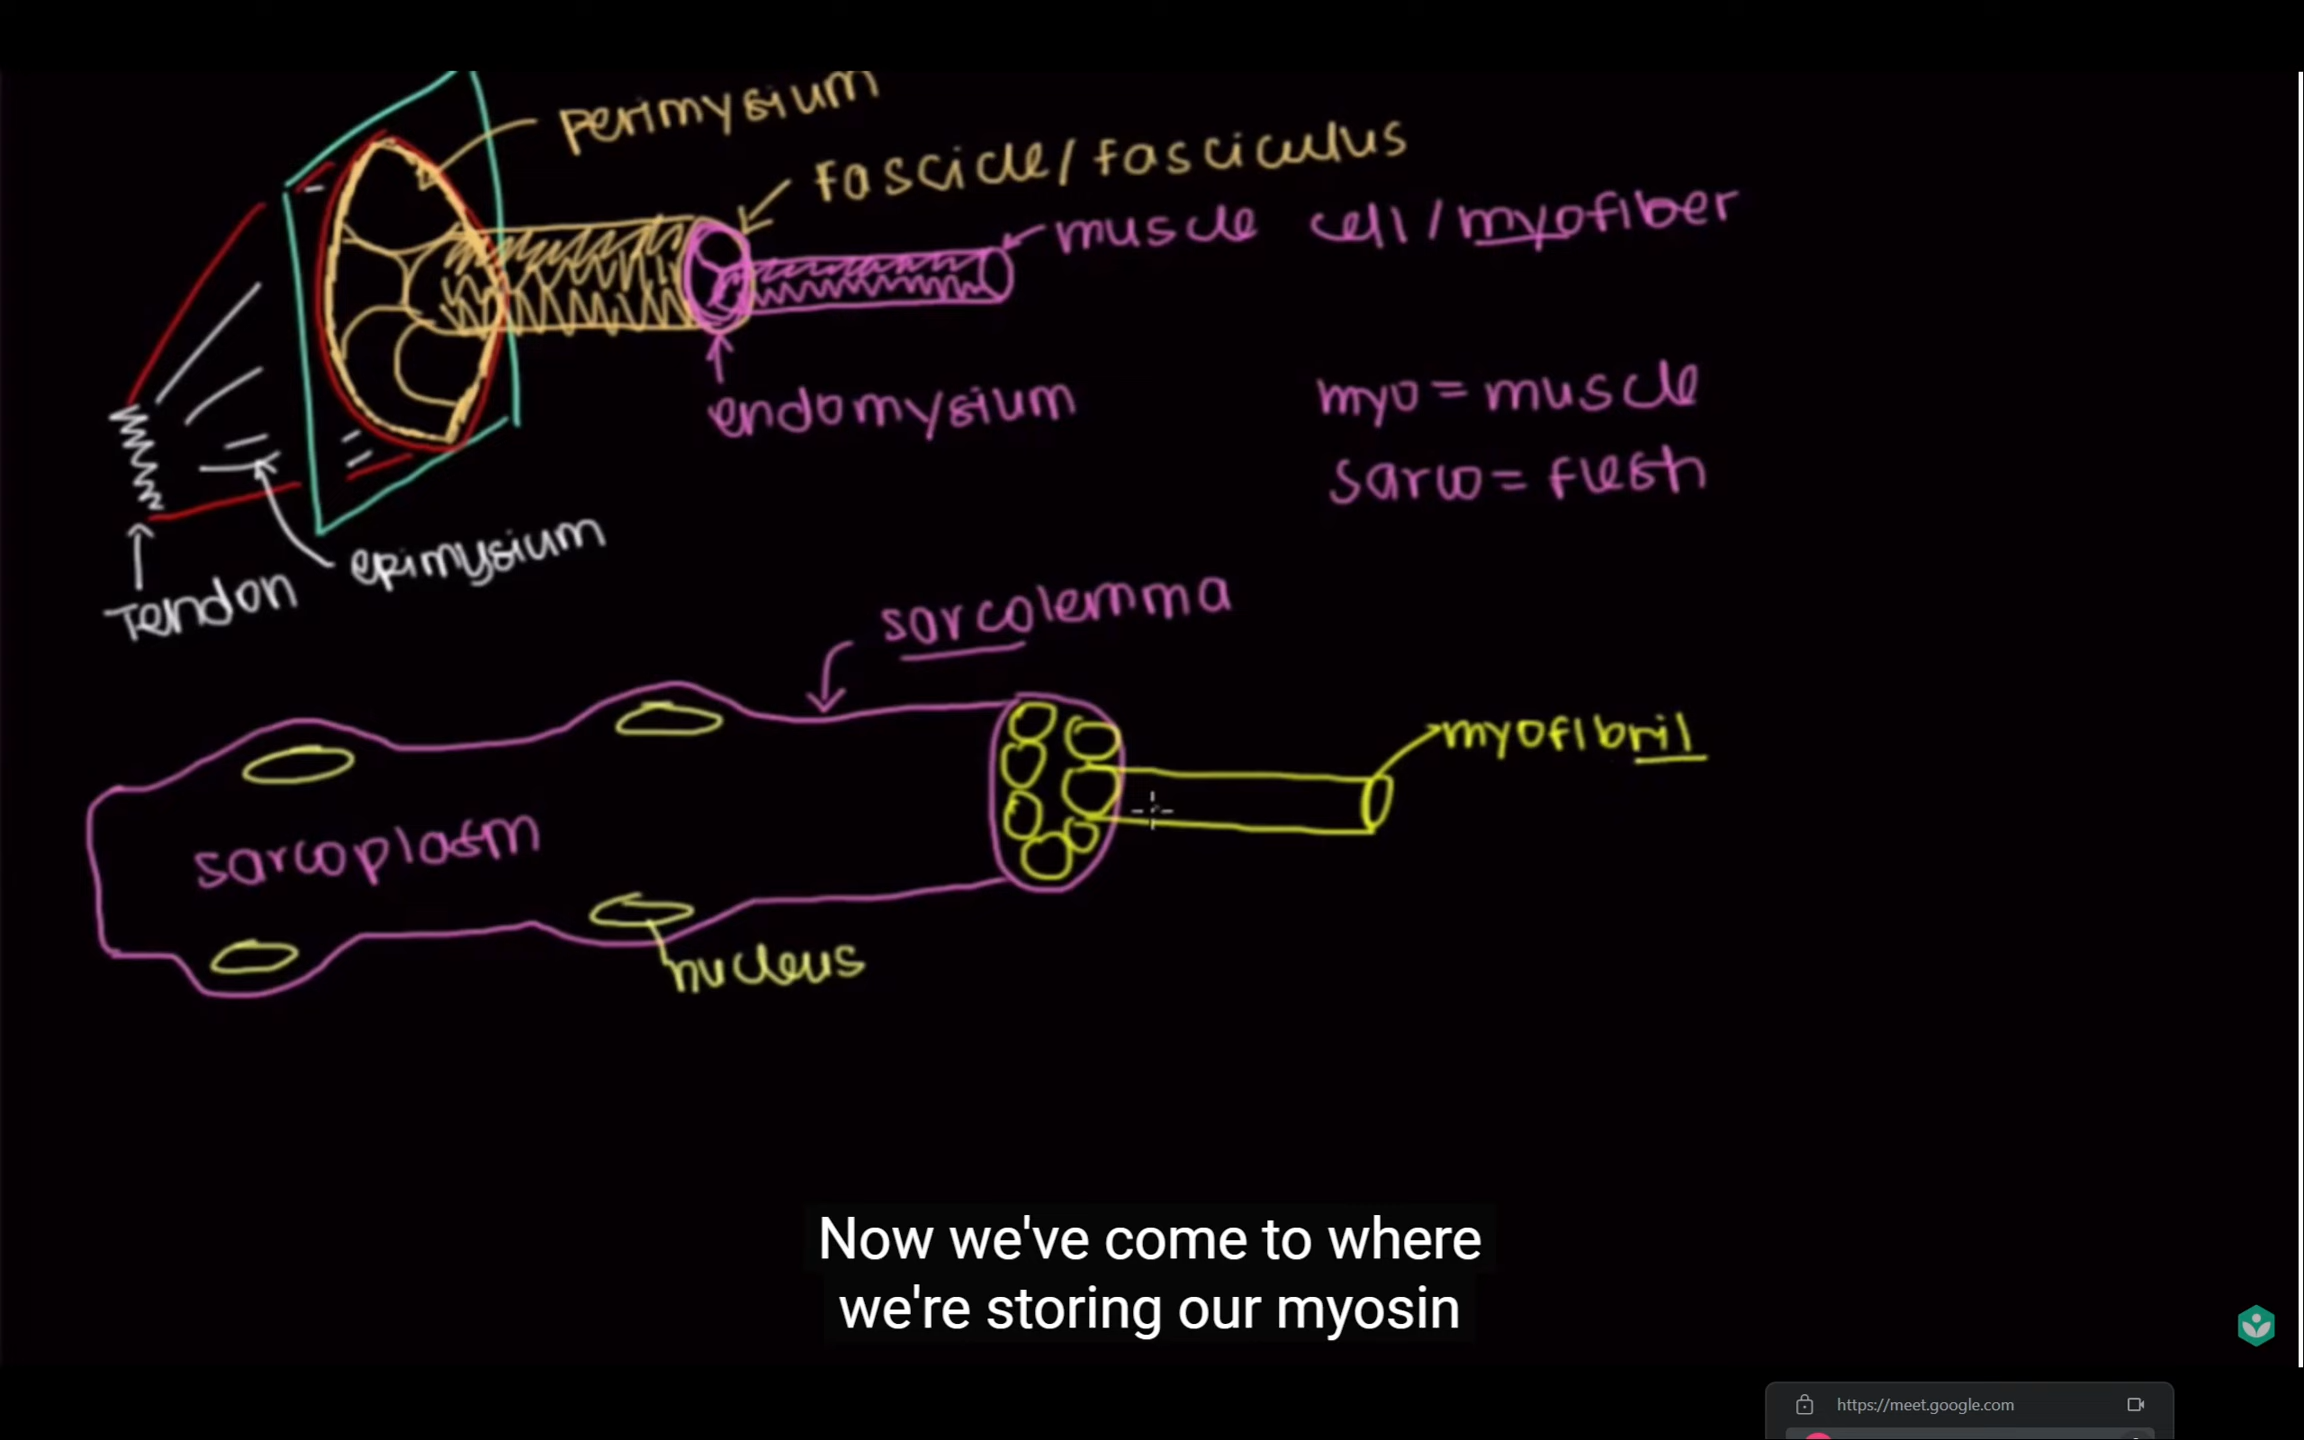 perimysium
fascicle/fasciculus
muscle cell/myofiber
endomysium
myo = muscle
sarco = flesh
epimysium
Tendon
sarcolemma
myofibril
sarcoplasm
nucleus
Now we've come to where
we're storing our myosin
https://meet.google.com